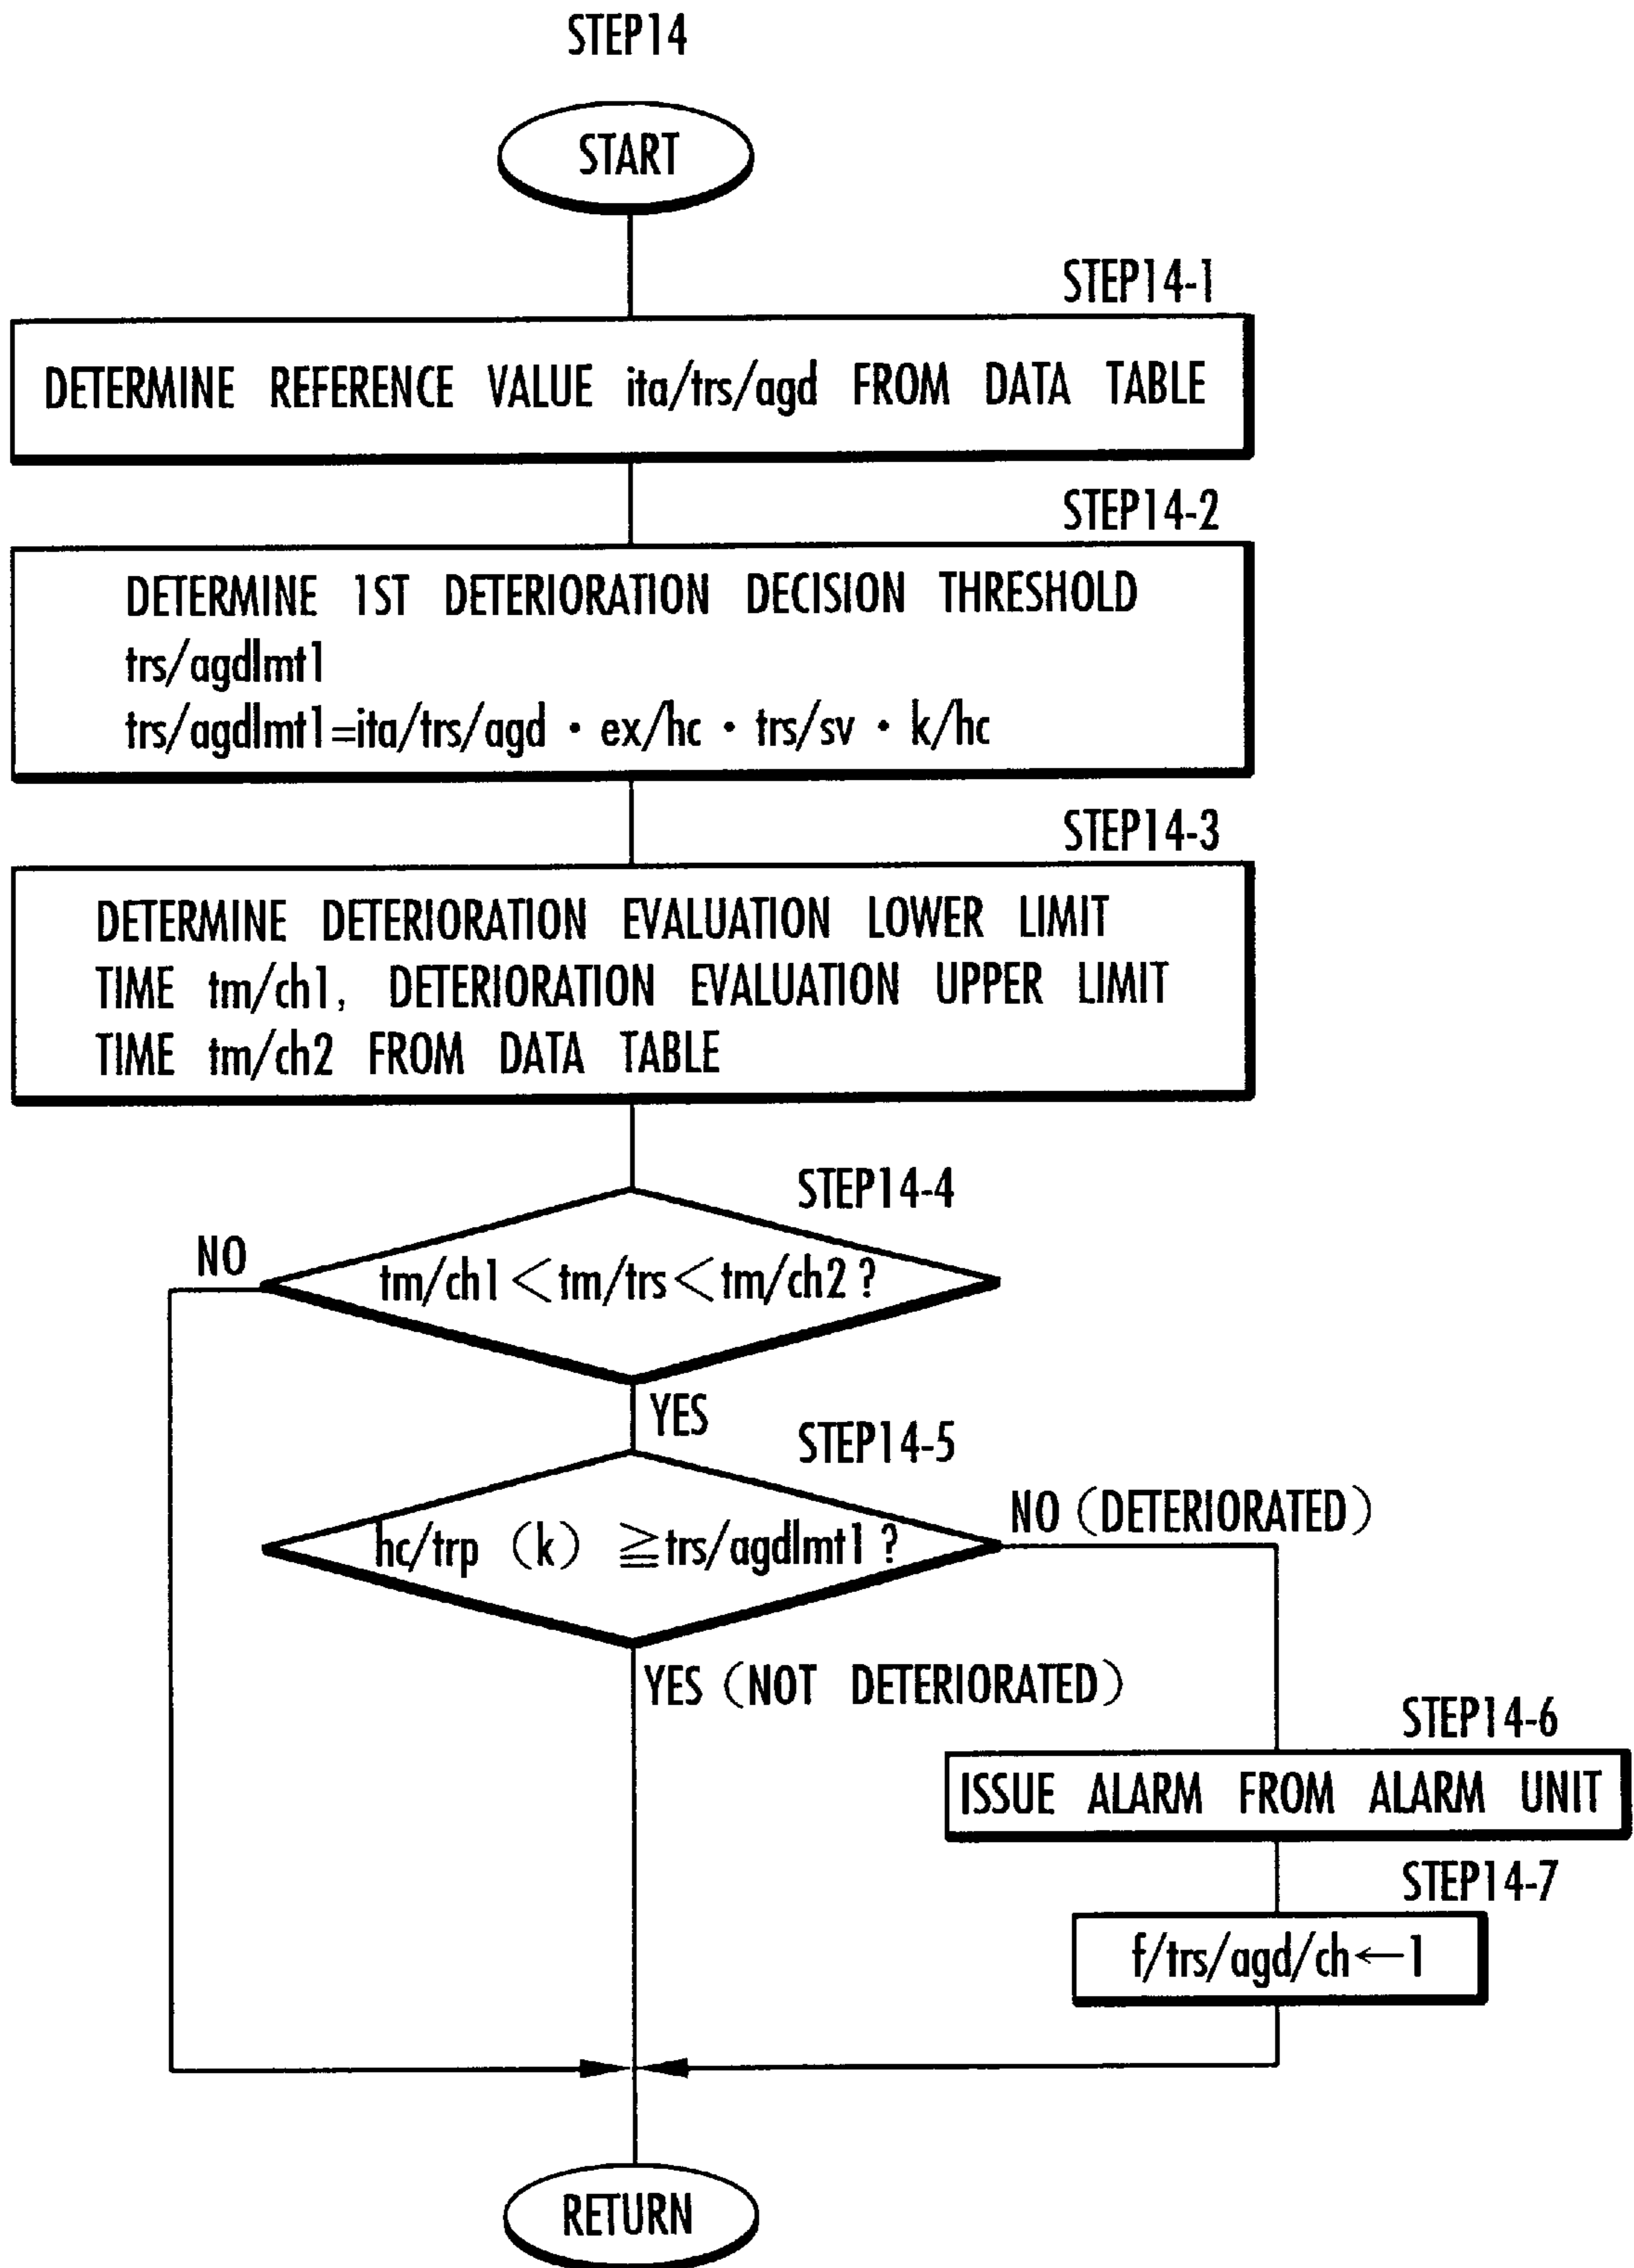 STEP14
START
STEP14-1
DETERMINE REFERENCE VALUE ita/trs/agd FROM DATA TABLE
STEP14-2
DETERMINE 1ST DETERIORATION DECISION THRESHOLD
trs/agdlmt1
trs/agdlmt1=ita/trs/agd · ex/hc · trs/sv · k/hc
STEP14-3
DETERMINE DETERIORATION EVALUATION LOWER LIMIT
TIME tm/ch1, DETERIORATION EVALUATION UPPER LIMIT
TIME tm/ch2 FROM DATA TABLE
STEP14-4
NO
tm/ch1<tm/trs<tm/ch2?
YES
STEP14-5
NO (DETERIORATED)
hc/trp (k) ≧trs/agdlmt1?
YES (NOT DETERIORATED)
STEP14-6
ISSUE ALARM FROM ALARM UNIT
STEP14-7
f/trs/agd/ch←1
RETURN